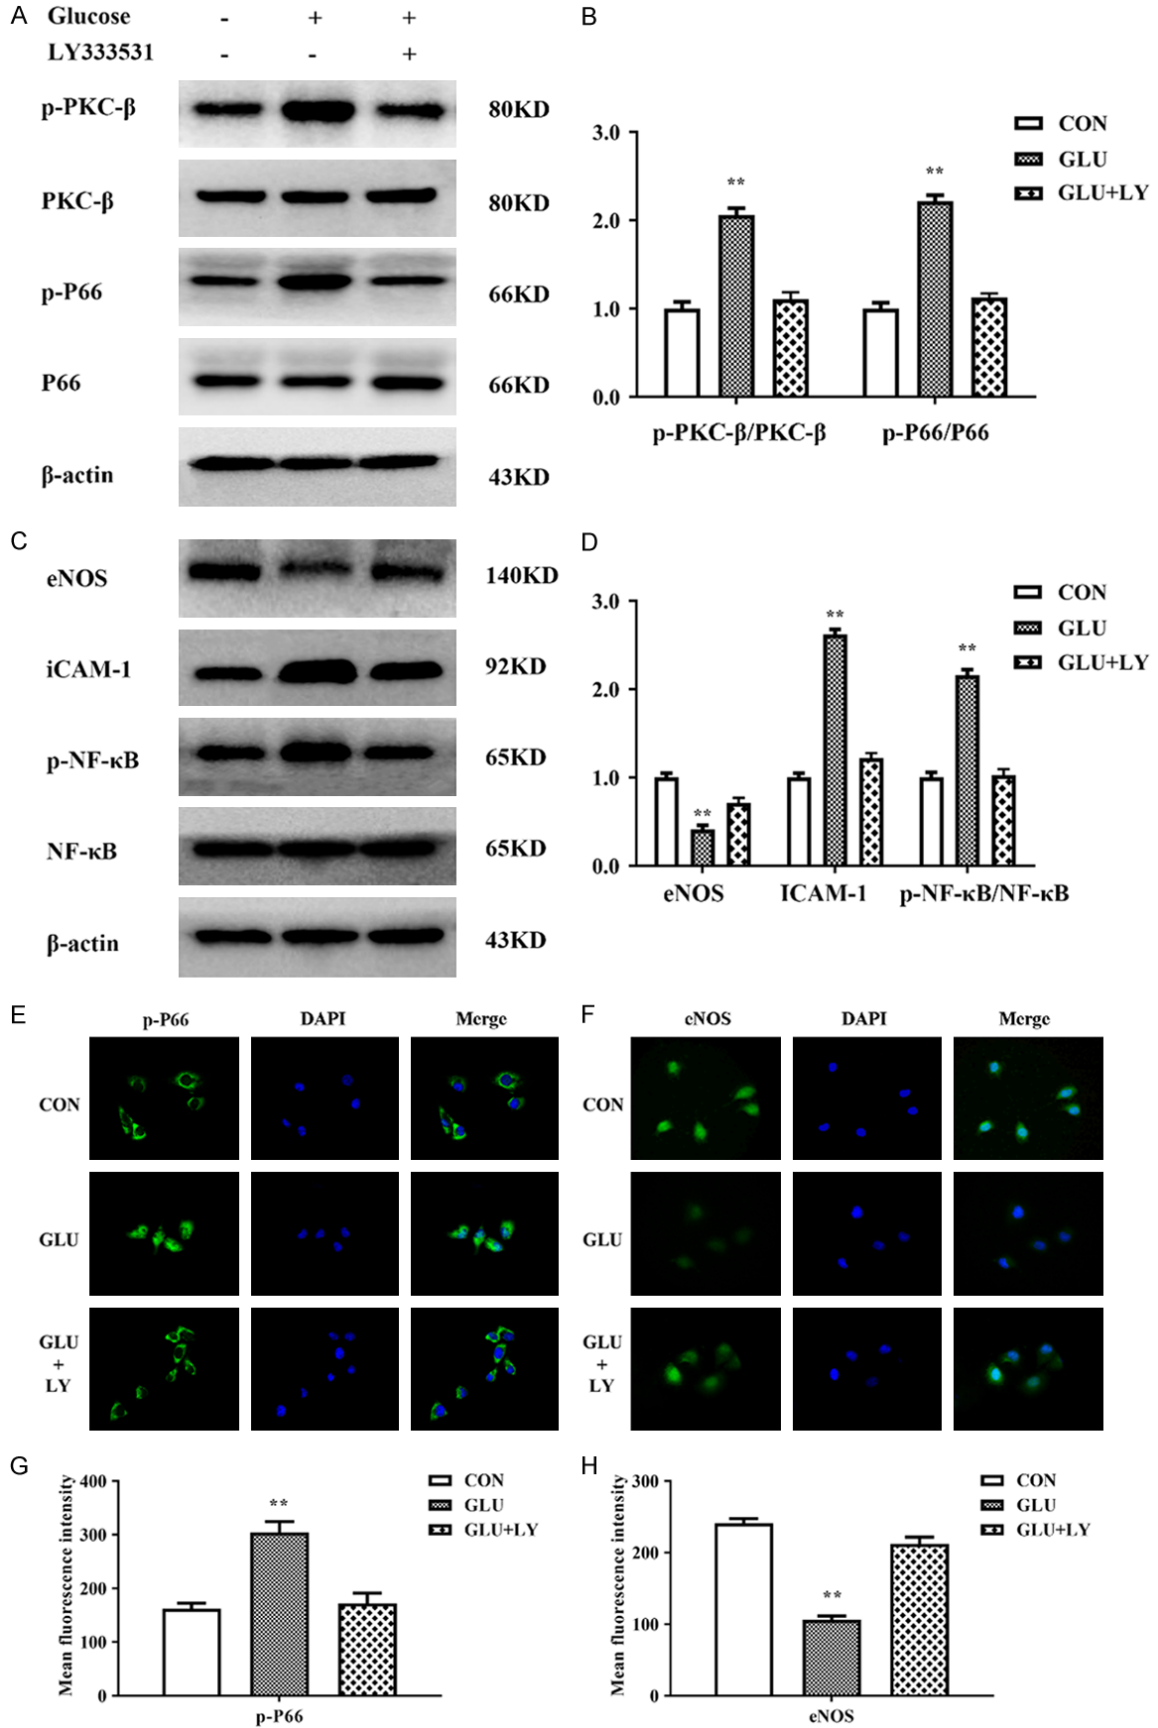 A
Glucose - + +
LY333531 - - +
p-PKC-β 80KD
PKC-β 80KD
p-P66 66KD
P66 66KD
β-actin 43KD
B
3.0
2.0
1.0
0.0
** **
p-PKC-β/PKC-β p-P66/P66
CON
GLU
GLU+LY
C
eNOS 140KD
iCAM-1 92KD
p-NF-κB 65KD
NF-κB 65KD
β-actin 43KD
D
3.0
2.0
1.0
0.0
** ** **
eNOS ICAM-1 p-NF-κB/NF-κB
CON
GLU
GLU+LY
E
p-P66 DAPI Merge
CON
GLU
GLU
+
LY
F
eNOS DAPI Merge
CON
GLU
GLU
+
LY
G
Mean fluorescence intensity
400
300
200
100
0
**
p-P66
CON
GLU
GLU+LY
H
Mean fluorescence intensity
300
200
100
0
**
eNOS
CON
GLU
GLU+LY